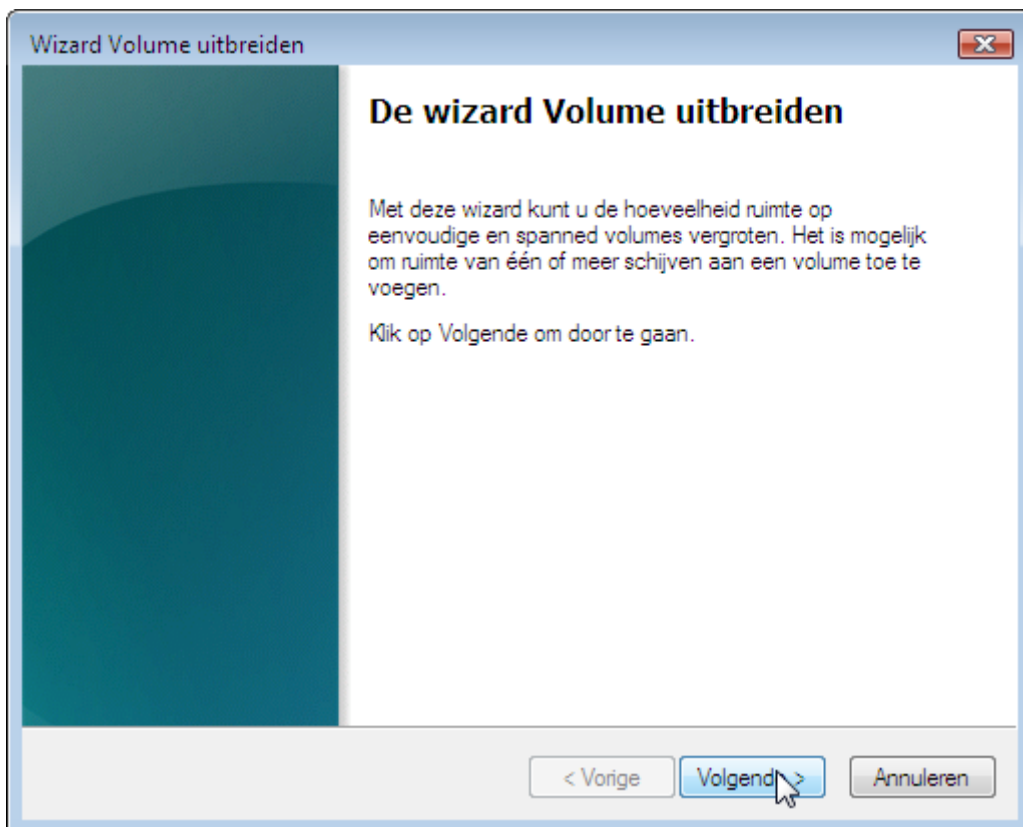 Wizard Volume uitbreiden
De wizard Volume uitbreiden
Met deze wizard kunt u de hoeveelheid ruimte op
eenvoudige en spanned volumes vergroten. Het is mogelijk
om ruimte van één of meer schijven aan een volume toe te
voegen.
Klik op Volgende om door te gaan.
< Vorige
Volgende >
Annuleren